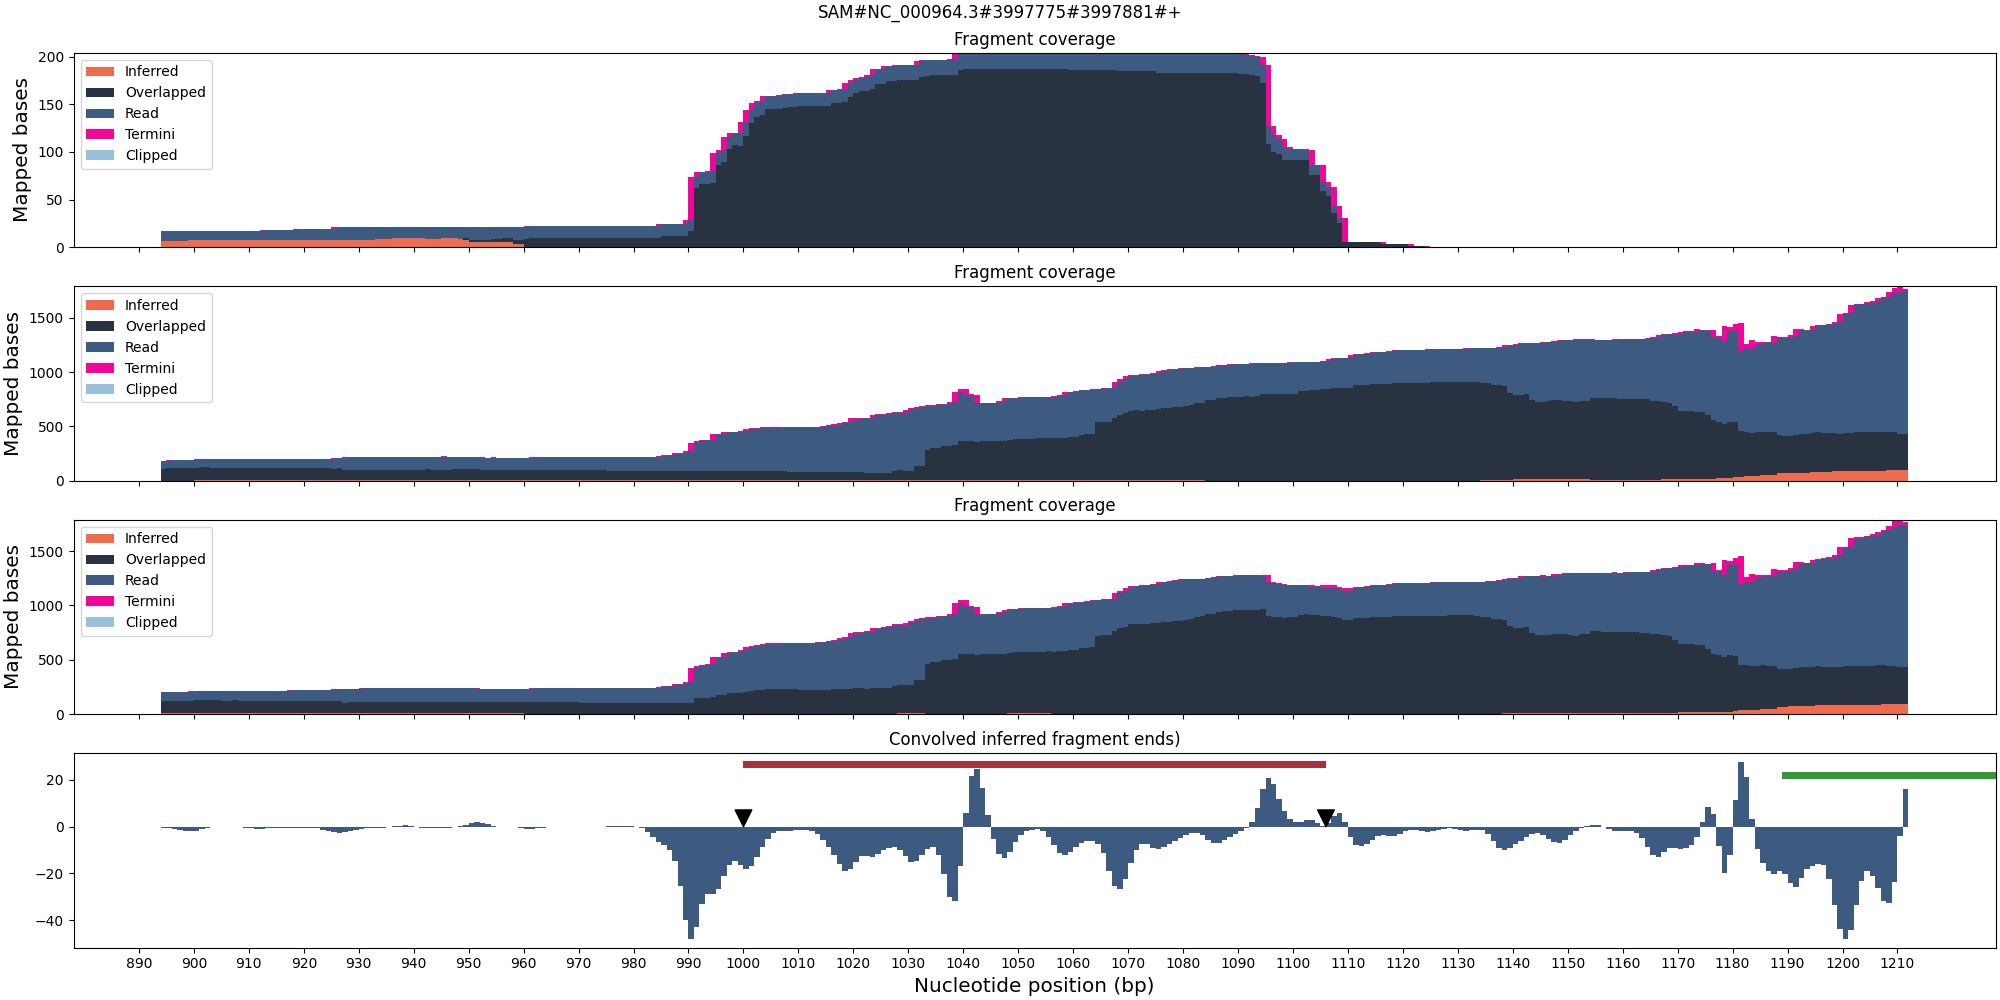 SAM#NC_000964.3#3997775#3997881#+
Fragment coverage
Mapped bases
200
150
100
50
0
Inferred
Overlapped
Read
Termini
Clipped
Fragment coverage
Mapped bases
1500
1000
500
0
Inferred
Overlapped
Read
Termini
Clipped
Fragment coverage
Mapped bases
1500
1000
500
0
Inferred
Overlapped
Read
Termini
Clipped
Convolved inferred fragment ends)
20
0
−20
−40
890 900 910 920 930 940 950 960 970 980 990 1000 1010 1020 1030 1040 1050 1060 1070 1080 1090 1100 1110 1120 1130 1140 1150 1160 1170 1180 1190 1200 1210
Nucleotide position (bp)